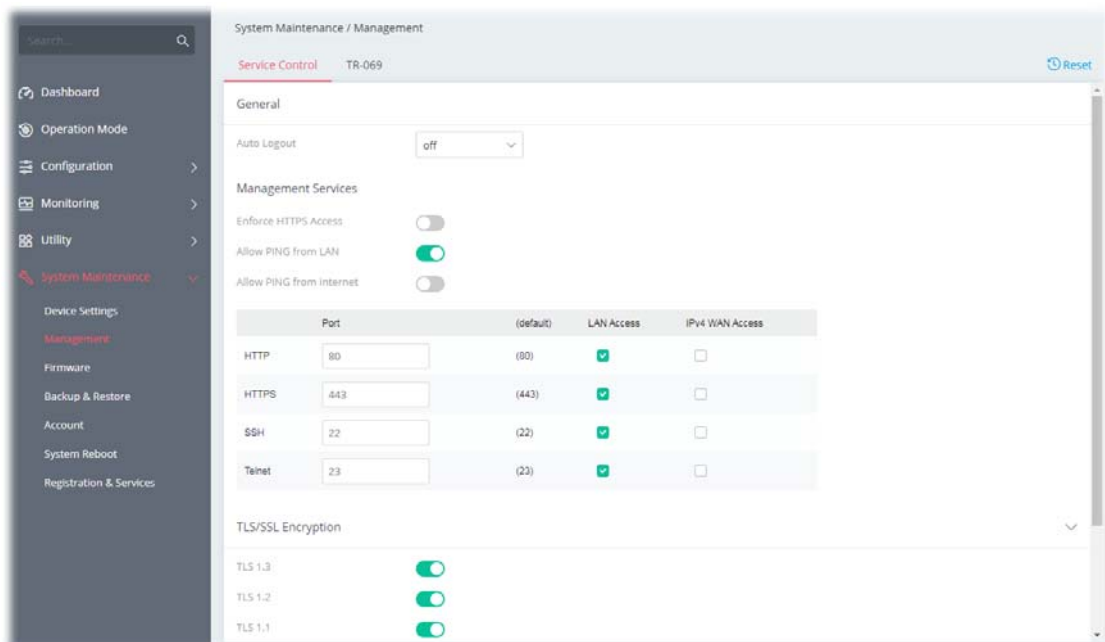 Search...
Dashboard
Operation Mode
Configuration
Monitoring
Utility
System Maintenance
Device Settings
Management
Firmware
Backup & Restore
Account
System Reboot
Registration & Services
System Maintenance / Management
Service Control TR-069 Reset
General
Auto Logout off
Management Services
Enforce HTTPS Access
Allow PING from LAN
Allow PING from Internet
Port (default) LAN Access IPv4 WAN Access
HTTP 80 (80)
HTTPS 443 (443)
SSH 22 (22)
Telnet 23 (23)
TLS/SSL Encryption
TLS 1.3
TLS 1.2
TLS 1.1